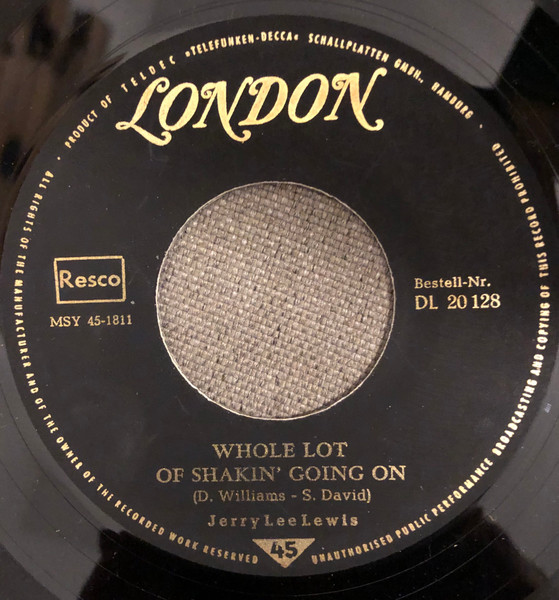 · PRODUCT OF TELDEC »TELEFUNKEN-DECCA« SCHALLPLATTEN GMBH., HAMBURG ·
LONDON
Resco
MSY 45-1811
Bestell-Nr.
DL 20 128
WHOLE LOT
OF SHAKIN' GOING ON
(D. Williams - S. David)
Jerry Lee Lewis
45
ALL RIGHTS OF THE MANUFACTURER AND OF THE OWNER OF THE RECORDED WORK RESERVED
UNAUTHORISED PUBLIC PERFORMANCE BROADCASTING AND COPYING OF THIS RECORD PROHIBITED